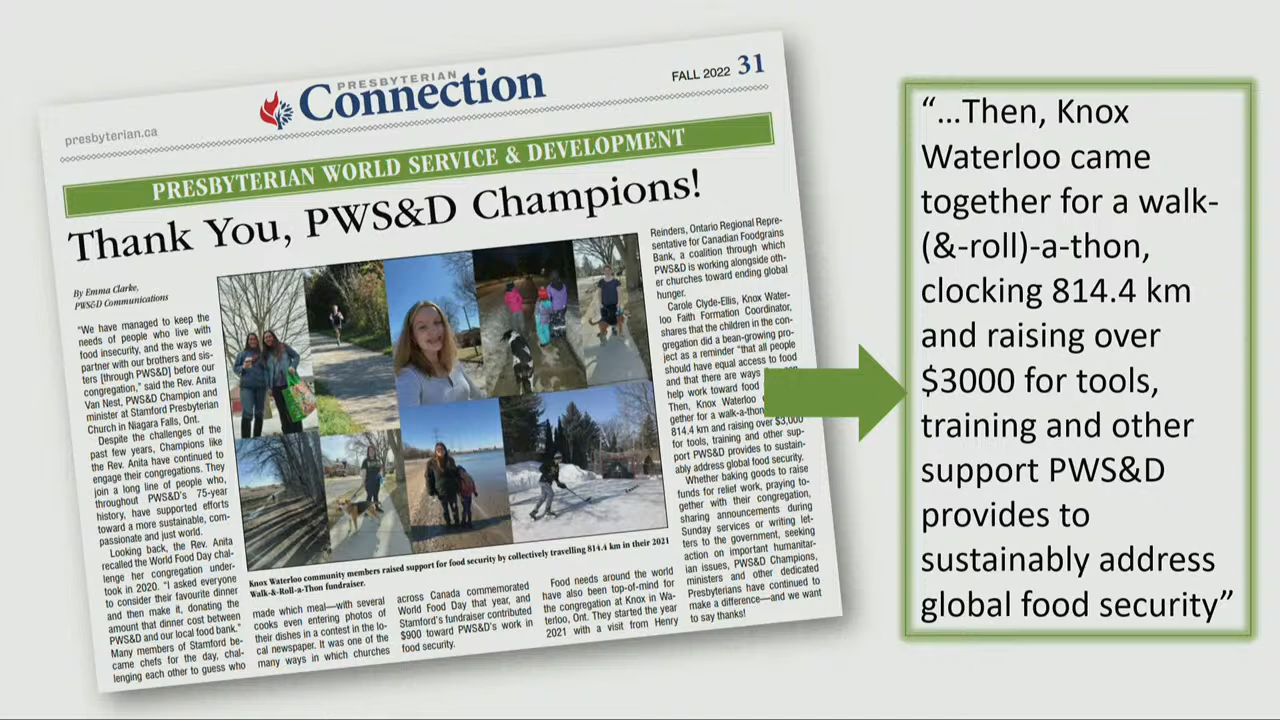 presbyterian.ca
PRESBYTERIAN
Connection
FALL 2022 31
PRESBYTERIAN WORLD SERVICE & DEVELOPMENT
Thank You, PWS&D Champions!
By Emma Clarke,
PWS&D Communications
"We have managed to keep the
needs of people who live with
food insecurity, and the ways we
partner with our brothers and sis-
ters [through PWS&D] before our
congregation," said the Rev. Anita
Van Nest, PWS&D Champion and
minister at Stamford Presbyterian
Church in Niagara Falls, Ont.
Despite the challenges of the
past few years, Champions like
the Rev. Anita have continued to
engage their congregations. They
join a long line of people who,
throughout PWS&D's 75-year
history, have supported efforts
toward a more sustainable, com-
passionate and just world.
Looking back, the Rev. Anita
recalled the World Food Day chal-
lenge her congregation under-
took in 2020. "I asked everyone
to consider their favourite dinner
and then make it, donating the
amount that dinner cost between
PWS&D and our local food bank."
Many members of Stamford be-
came chefs for the day, chal-
lenging each other to guess who
Knox Waterloo community members raised support for food security by collectively travelling 814.4 km in their 2021
Walk-&-Roll-a-Thon fundraiser.
made which meal—with several
cooks even entering photos of
their dishes in a contest in the lo-
cal newspaper. It was one of the
many ways in which churches
across Canada commemorated
World Food Day that year, and
Stamford's fundraiser contributed
$900 toward PWS&D's work in
food security.
Food needs around the world
have also been top-of-mind for
the congregation at Knox in Wa-
terloo, Ont. They started the year
2021 with a visit from Henry
Reinders, Ontario Regional Repre-
sentative for Canadian Foodgrains
Bank, a coalition through which
PWS&D is working alongside oth-
er churches toward ending global
hunger.
Carole Clyde-Ellis, Knox Water-
loo Faith Formation Coordinator,
shares that the children in the con-
gregation did a bean-growing pro-
ject as a reminder "that all people
should have equal access to food
and that there are ways
help work toward food
Then, Knox Waterloo
gether for a walk-a-thon
814.4 km and raising over $3,000
for tools, training and other sup-
port PWS&D provides to sustain-
ably address global food security.
Whether baking goods to raise
funds for relief work, praying to-
gether with their congregation,
sharing announcements during
Sunday services or writing let-
ters to the government, seeking
action on important humanitar-
ian issues, PWS&D Champions,
ministers and other dedicated
Presbyterians have continued to
make a difference—and we want
to say thanks!
"...Then, Knox
Waterloo came
together for a walk-
(&-roll)-a-thon,
clocking 814.4 km
and raising over
$3000 for tools,
training and other
support PWS&D
provides to
sustainably address
global food security"